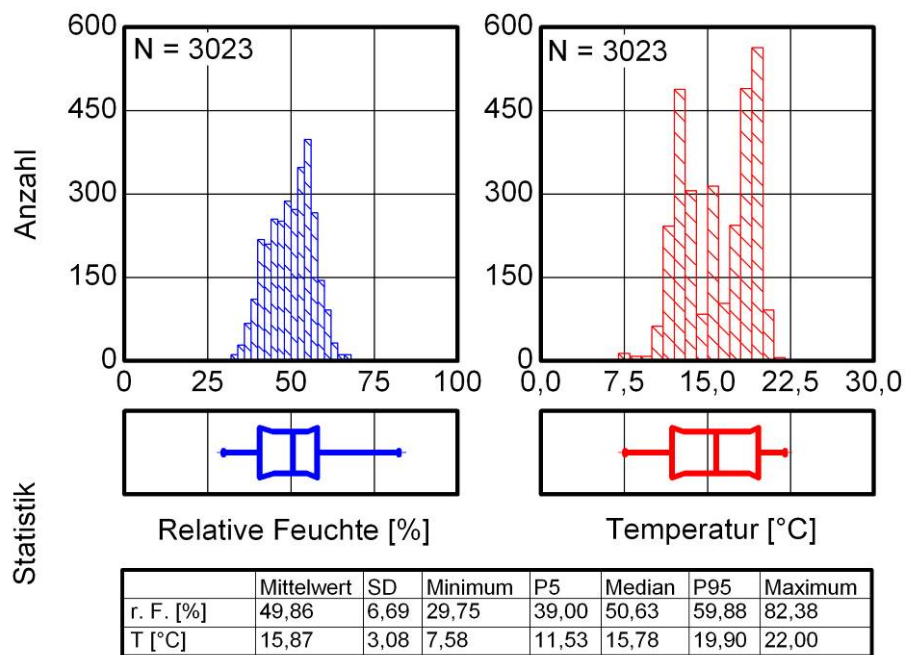 600
N = 3023
450
300
150
0
0
25
50
75
100
Anzahl
600
N = 3023
450
300
150
0
0,0
7,5
15,0
22,5
30,0
Statistik
Relative Feuchte [%]
Temperatur [°C]
Mittelwert SD Minimum P5 Median P95 Maximum
r. F. [%] 49,86 6,69 29,75 39,00 50,63 59,88 82,38
T [°C] 15,87 3,08 7,58 11,53 15,78 19,90 22,00